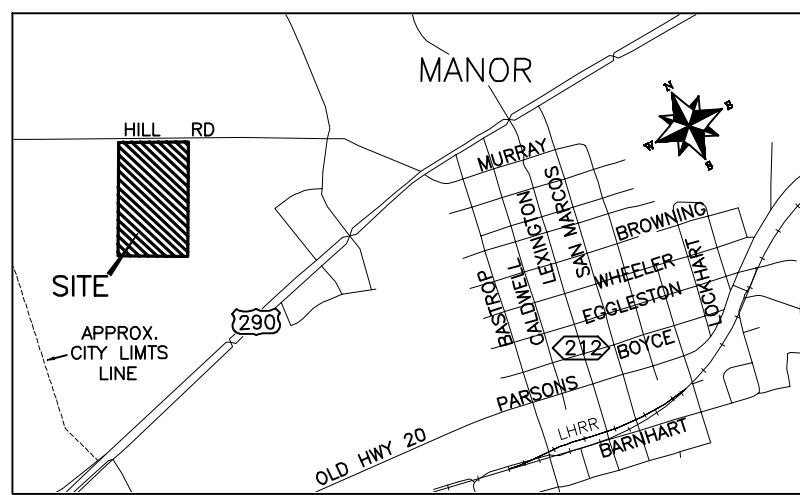 MANOR
HILL RD
N
E
W
S
MURRAY
SAN MARCOS
LEXINGTON
BROWNING
SITE
WHEELER
LOCKHART
CALDWELL
BASTROP
EGGLESTON
290
APPROX.
CITY LIMTS
LINE
212
BOYCE
PARSONS
OLD HWY 20
LHRR
BARNHART